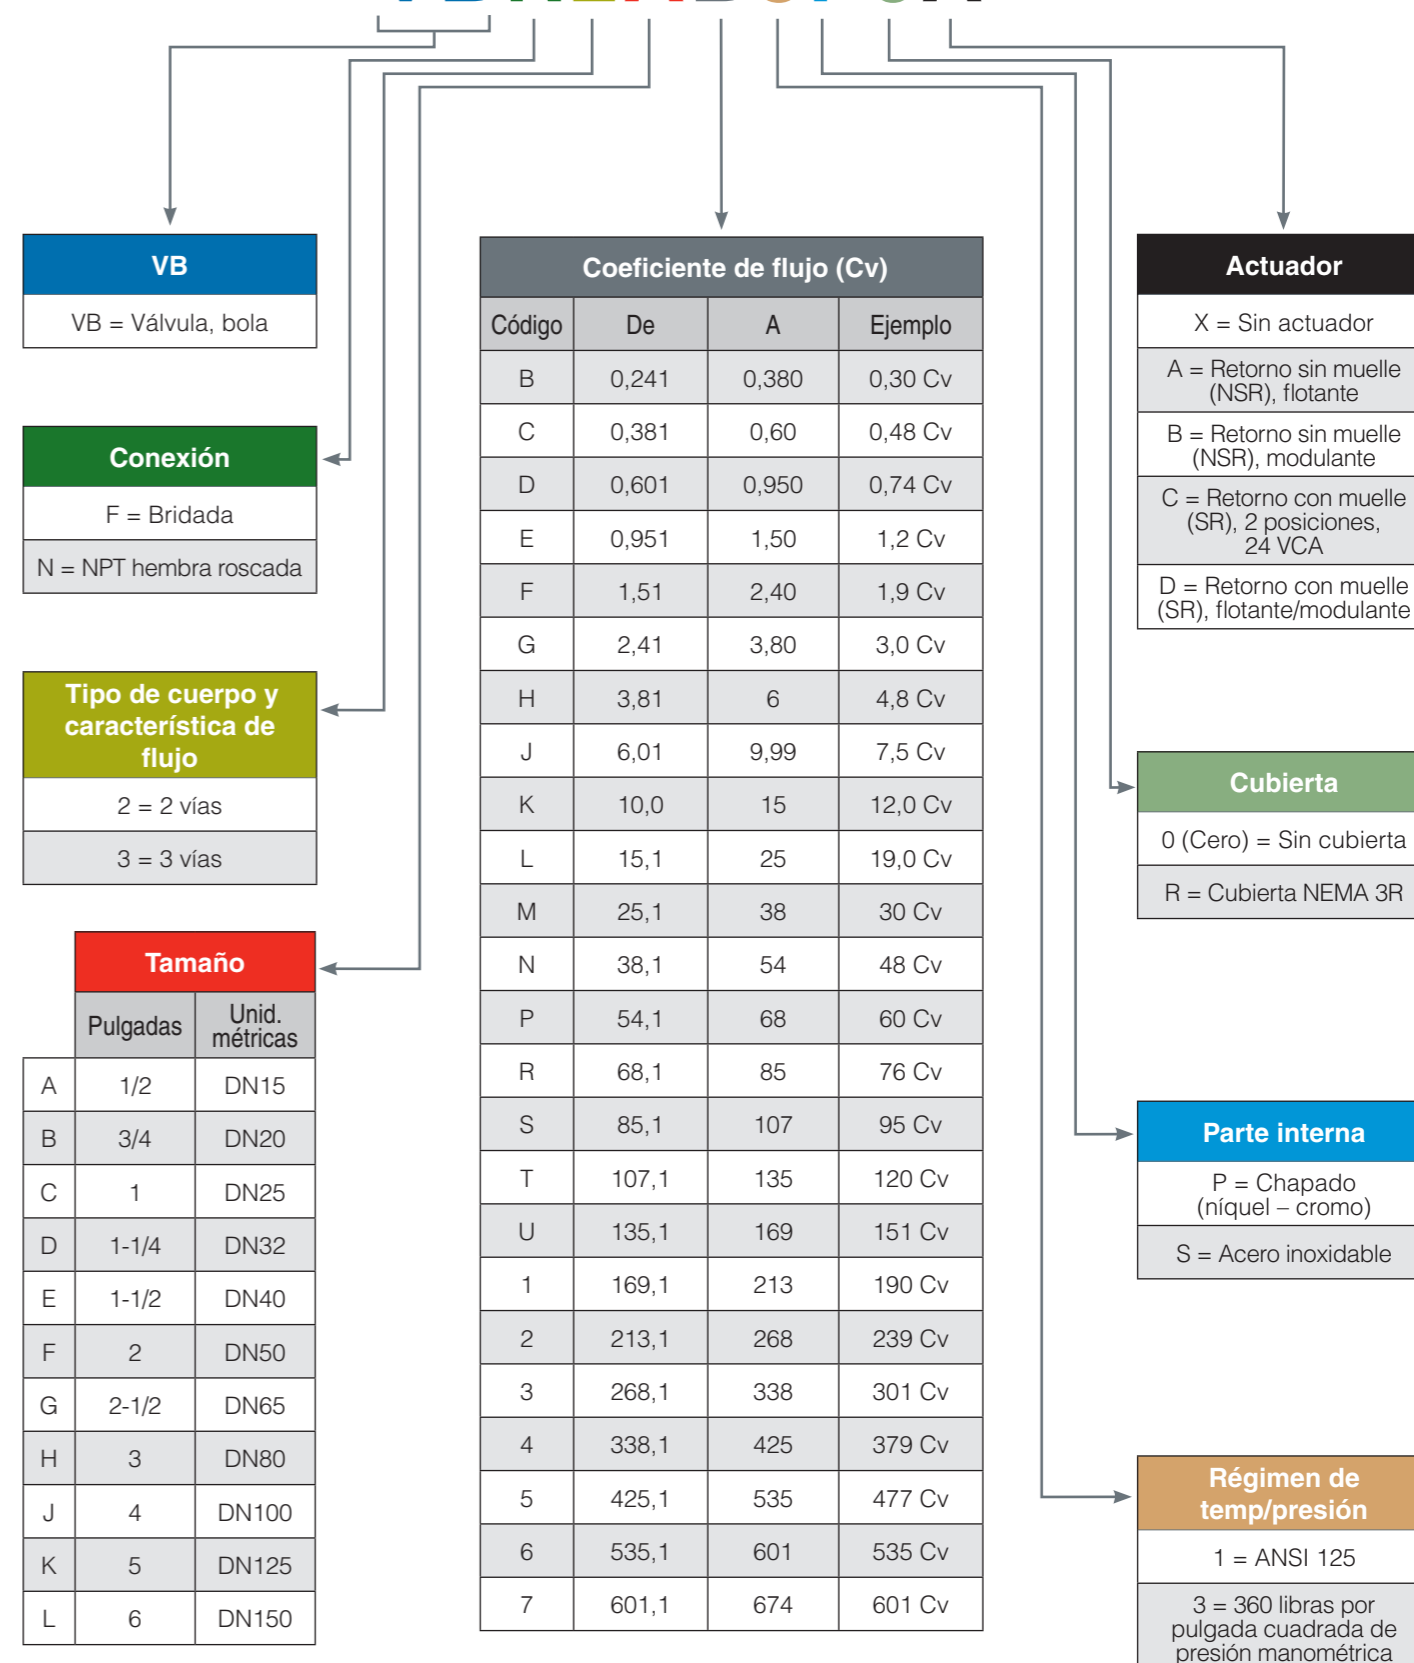 VB
VB = Válvula, bola
Conexión
F = Bridada
N = NPT hembra roscada
Tipo de cuerpo y
característica de
flujo
2 = 2 vías
3 = 3 vías
Tamaño
Pulgadas Unid.
métricas
A 1/2 DN15
B 3/4 DN20
C 1 DN25
D 1-1/4 DN32
E 1-1/2 DN40
F 2 DN50
G 2-1/2 DN65
H 3 DN80
J 4 DN100
K 5 DN125
L 6 DN150
Coeficiente de flujo (Cv)
Código De A Ejemplo
B 0,241 0,380 0,30 Cv
C 0,381 0,60 0,48 Cv
D 0,601 0,950 0,74 Cv
E 0,951 1,50 1,2 Cv
F 1,51 2,40 1,9 Cv
G 2,41 3,80 3,0 Cv
H 3,81 6 4,8 Cv
J 6,01 9,99 7,5 Cv
K 10,0 15 12,0 Cv
L 15,1 25 19,0 Cv
M 25,1 38 30 Cv
N 38,1 54 48 Cv
P 54,1 68 60 Cv
R 68,1 85 76 Cv
S 85,1 107 95 Cv
T 107,1 135 120 Cv
U 135,1 169 151 Cv
1 169,1 213 190 Cv
2 213,1 268 239 Cv
3 268,1 338 301 Cv
4 338,1 425 379 Cv
5 425,1 535 477 Cv
6 535,1 601 535 Cv
7 601,1 674 601 Cv
Actuador
X = Sin actuador
A = Retorno sin muelle
(NSR), flotante
B = Retorno sin muelle
(NSR), modulante
C = Retorno con muelle
(SR), 2 posiciones,
24 VCA
D = Retorno con muelle
(SR), flotante/modulante
Cubierta
0 (Cero) = Sin cubierta
R = Cubierta NEMA 3R
Parte interna
P = Chapado
(níquel – cromo)
S = Acero inoxidable
Régimen de
temp/presión
1 = ANSI 125
3 = 360 libras por
pulgada cuadrada de
presión manométrica